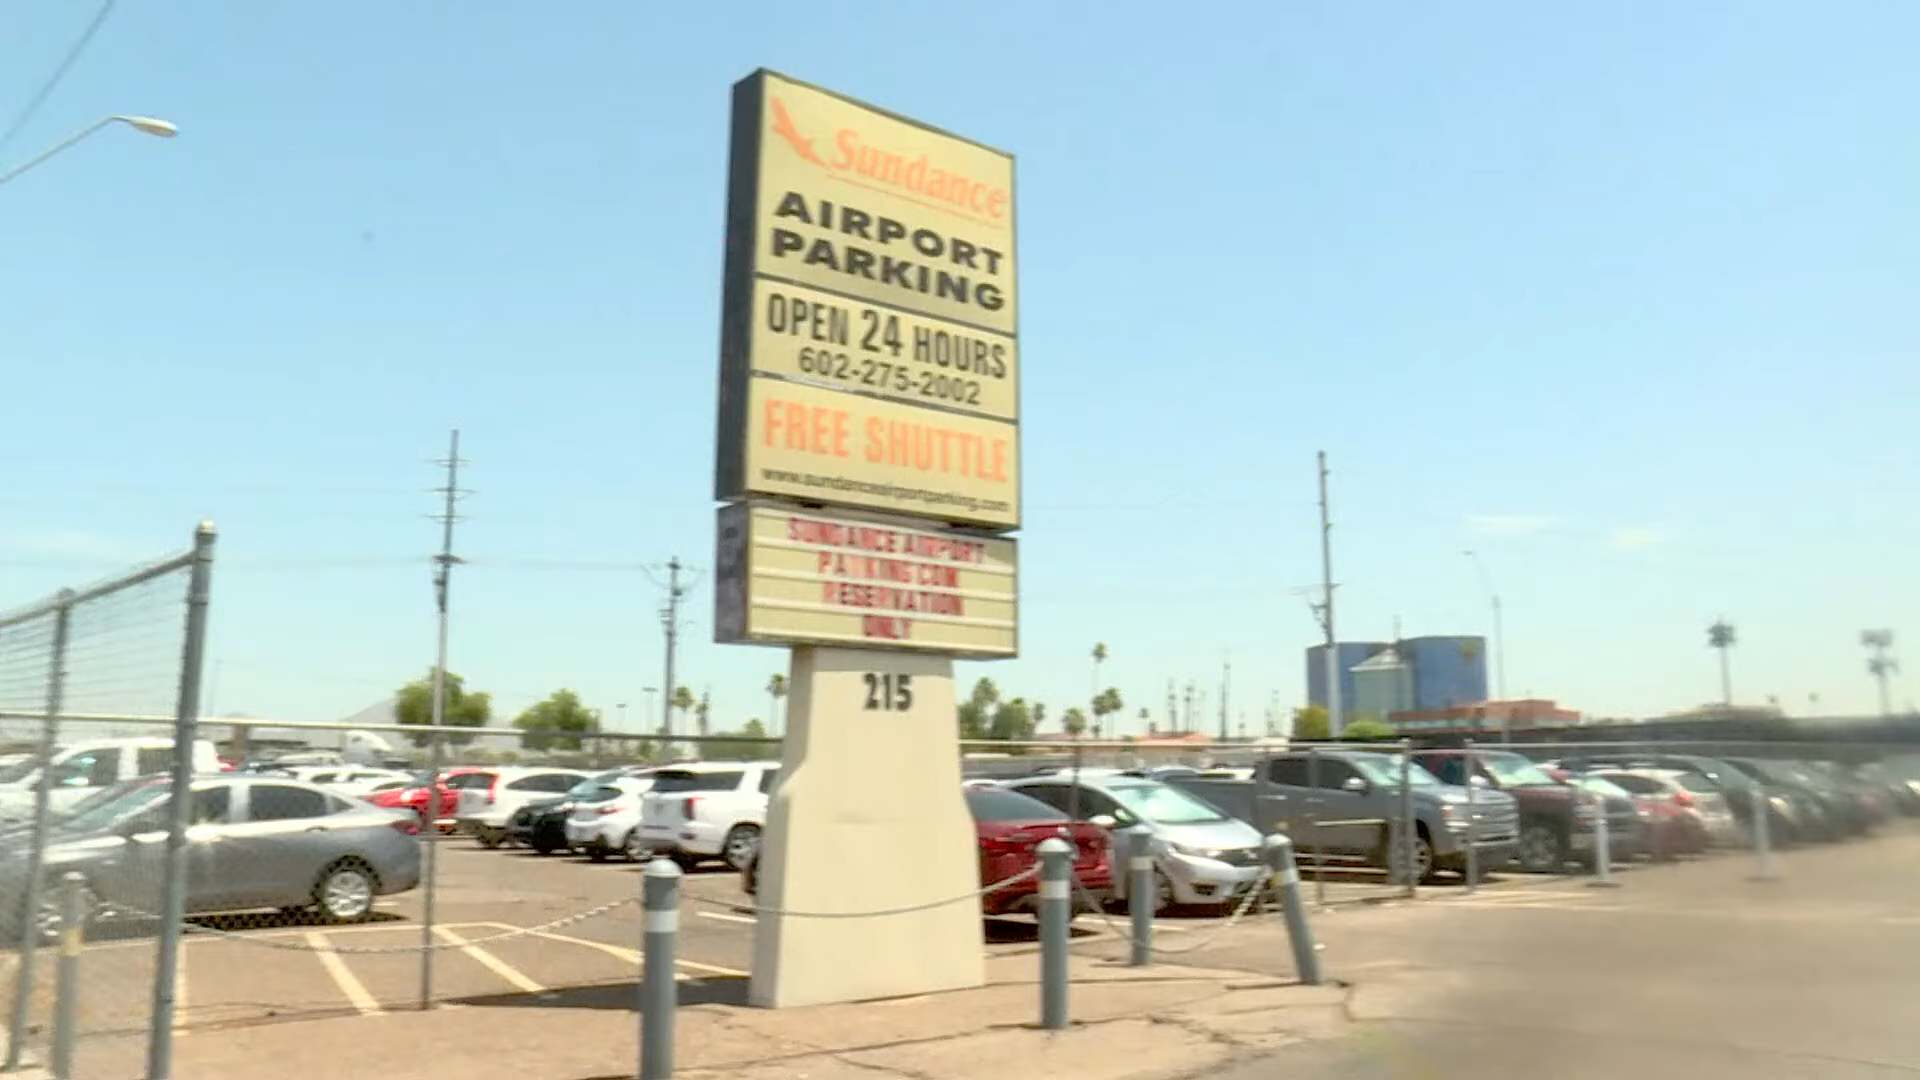 Sundance
AIRPORT
PARKING
OPEN 24 HOURS
602-275-2002
FREE SHUTTLE
www.sundanceairportparking.com
SUNDANCE AIRPORT
PARKING COM
RESERVATION
ONLY
215